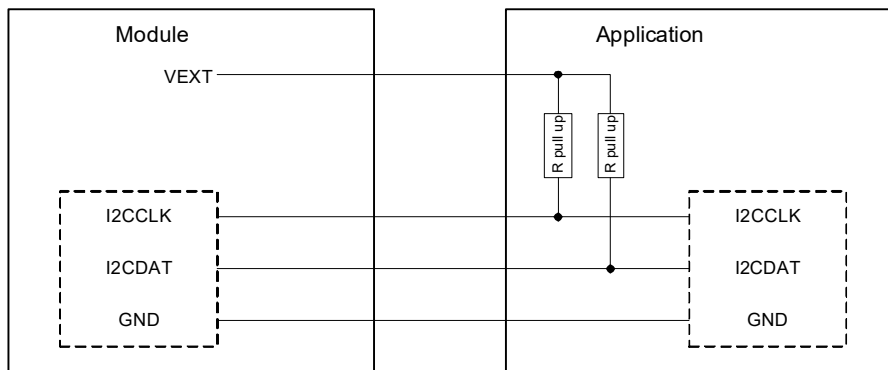 Module
Application
VEXT
R pull up
R pull up
I2CCLK
I2CCLK
I2CDAT
I2CDAT
GND
GND